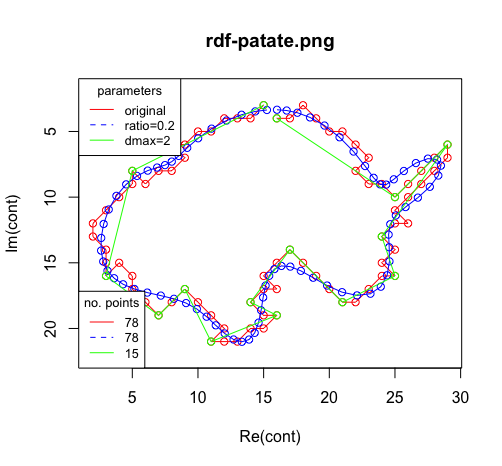 rdf-patate.png
parameters
original
ratio=0.2
dmax=2
5
10
15
20
Im(cont)
no. points
78
78
15
5 10 15 20 25 30
Re(cont)